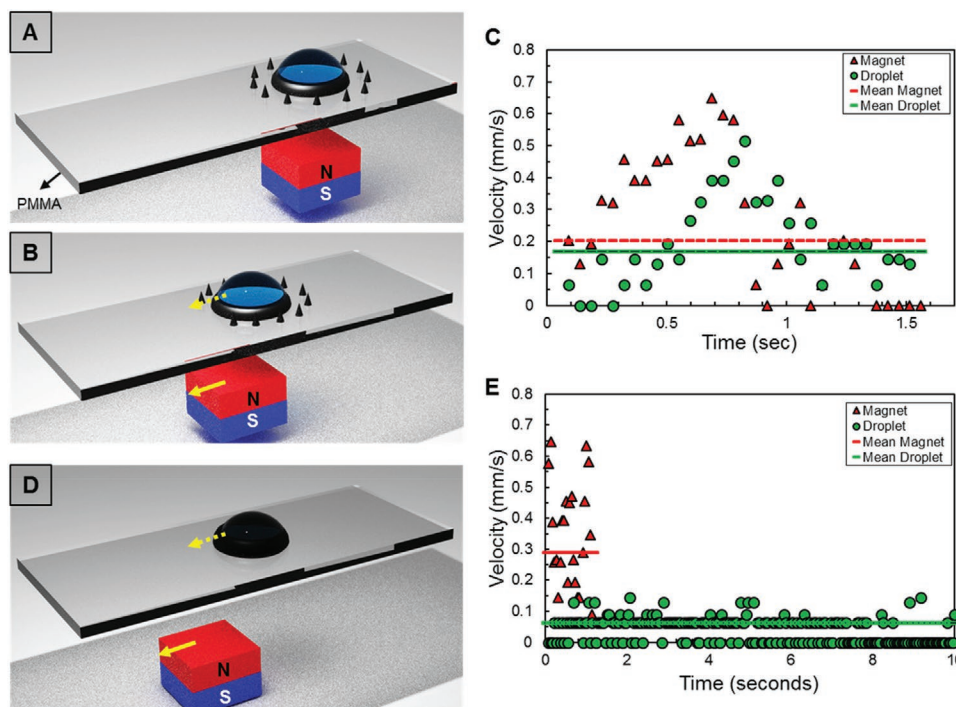 A
N
S
PMMA
B
N
S
D
N
S
C
0.8
0.7
0.6
0.5
0.4
0.3
0.2
0.1
0
Velocity (mm/s)
Magnet
Droplet
Mean Magnet
Mean Droplet
0
0.5
1
1.5
Time (sec)
E
0.8
0.7
0.6
0.5
0.4
0.3
0.2
0.1
0
Velocity (mm/s)
Magnet
Droplet
Mean Magnet
Mean Droplet
0
2
4
6
8
10
Time (seconds)